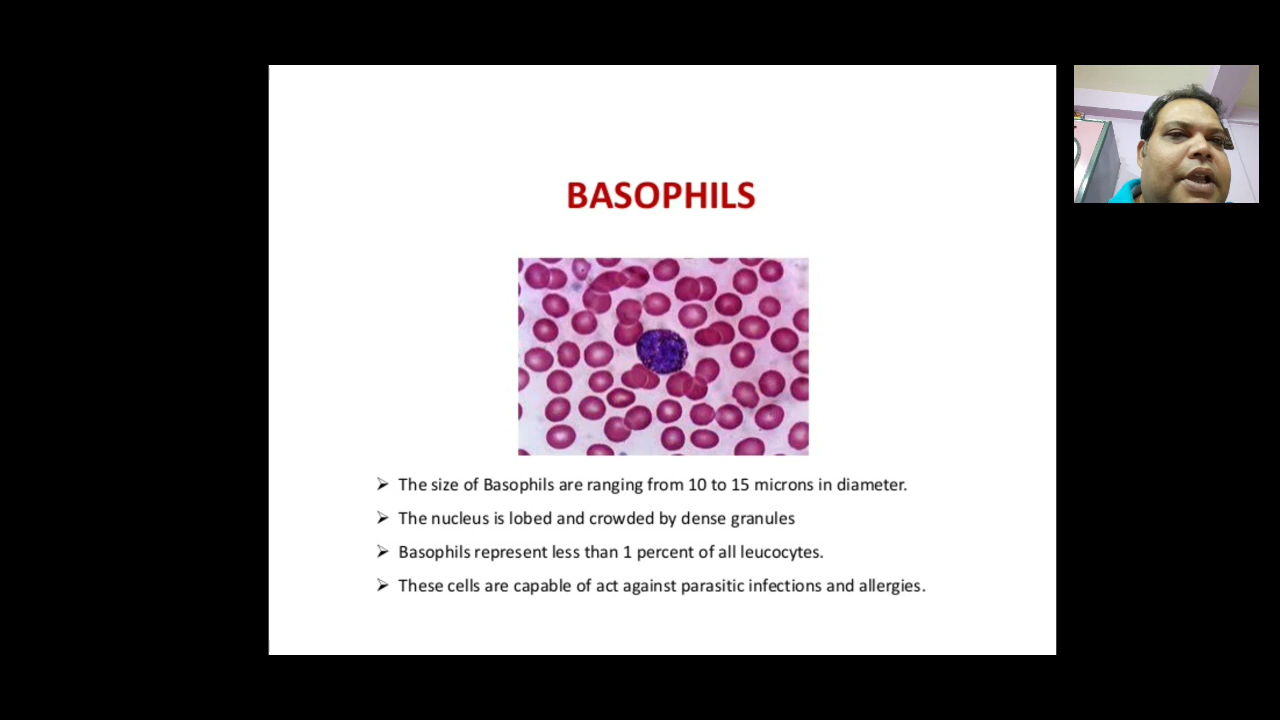 BASOPHILS
➢ The size of Basophils are ranging from 10 to 15 microns in diameter.
➢ The nucleus is lobed and crowded by dense granules
➢ Basophils represent less than 1 percent of all leucocytes.
➢ These cells are capable of act against parasitic infections and allergies.